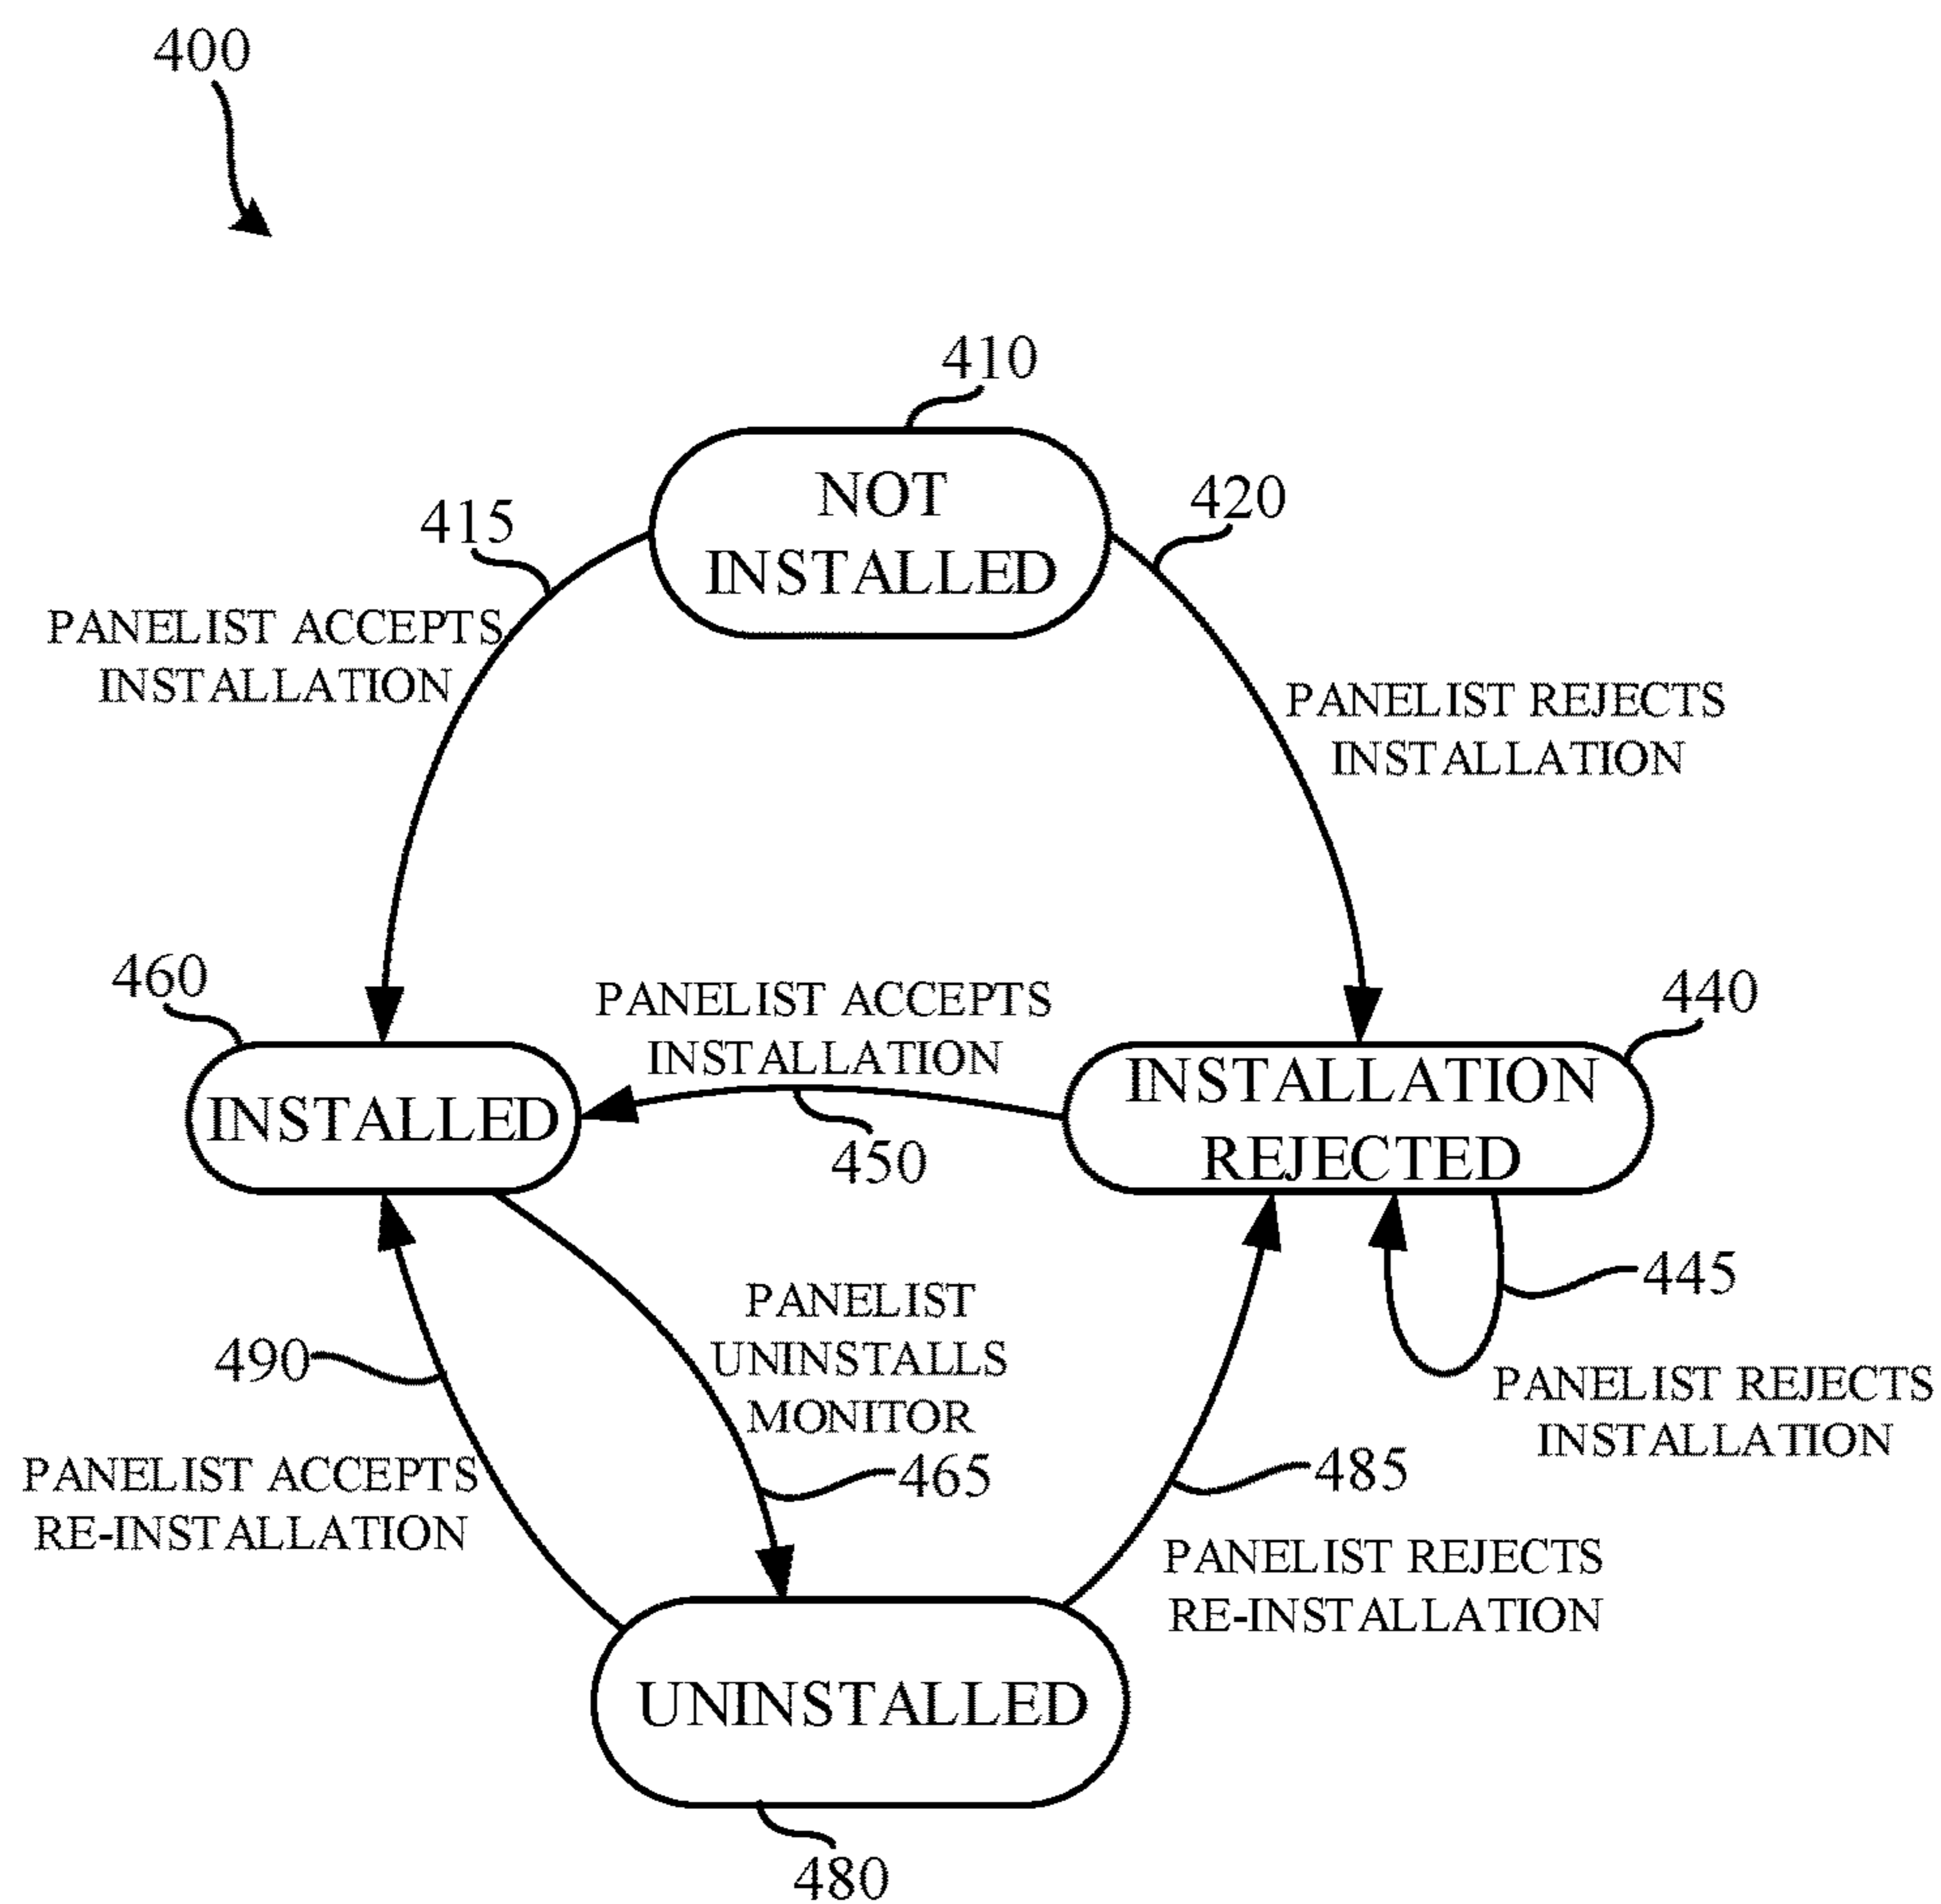 400
410
NOT
INSTALLED
415
420
PANELIST ACCEPTS
INSTALLATION
PANELIST REJECTS
INSTALLATION
460
PANELIST ACCEPTS
INSTALLATION
440
INSTALLED
450
INSTALLATION
REJECTED
445
490
PANELIST
UNINSTALLS
MONITOR
PANELIST REJECTS
INSTALLATION
465
485
PANELIST ACCEPTS
RE-INSTALLATION
PANELIST REJECTS
RE-INSTALLATION
UNINSTALLED
480